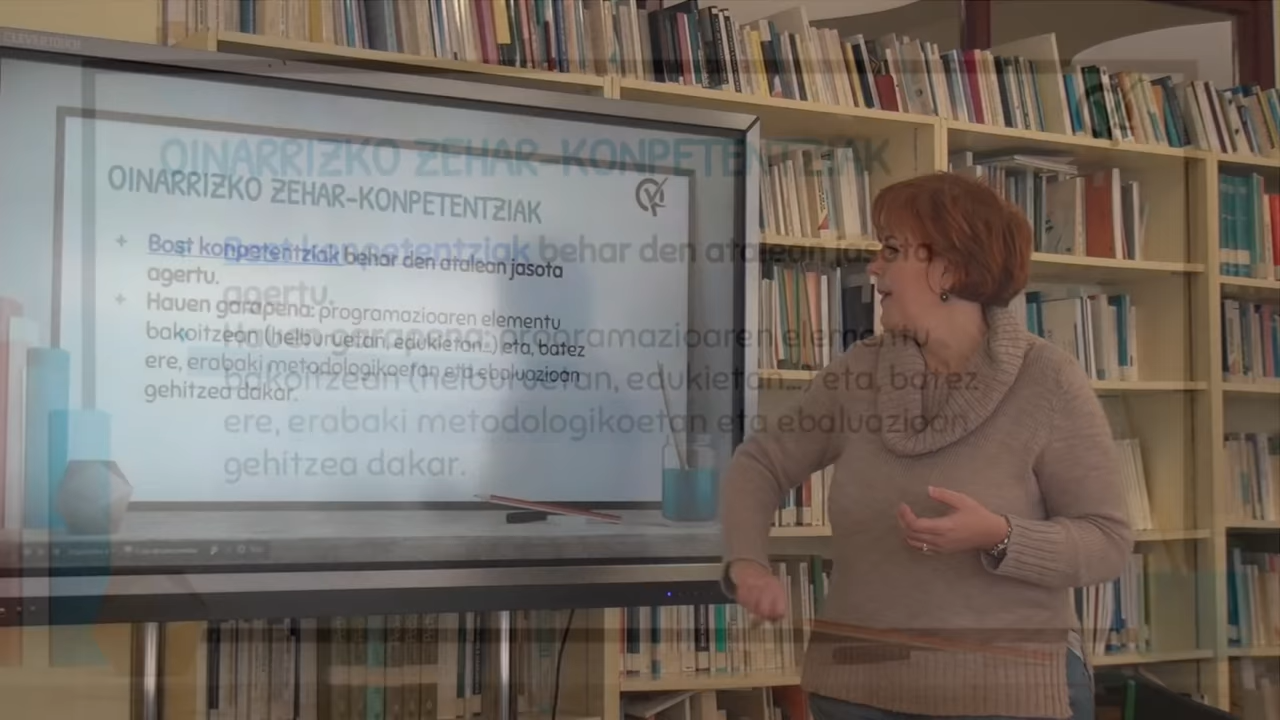 CLEVERTOUCH
OINARRIZKO ZEHAR-KONPETENTZIAK
Bost konpetentziak behar den atalean jasota
agertu.
Hauen garapena: programazioaren elementu
bakoitzean (helburuetan, edukietan...) eta, batez
ere, erabaki metodologikoetan eta ebaluazioan
gehitzea dakar.
OINARRIZKO ZEHAR-KONPETENTZIAK
Bost konpetentziak behar den atalean jasota
agertu.
Hauen garapena: programazioaren elementu
bakoitzean (helburuetan, edukietan...) eta, batez
ere, erabaki metodologikoetan eta ebaluazioan
gehitzea dakar.